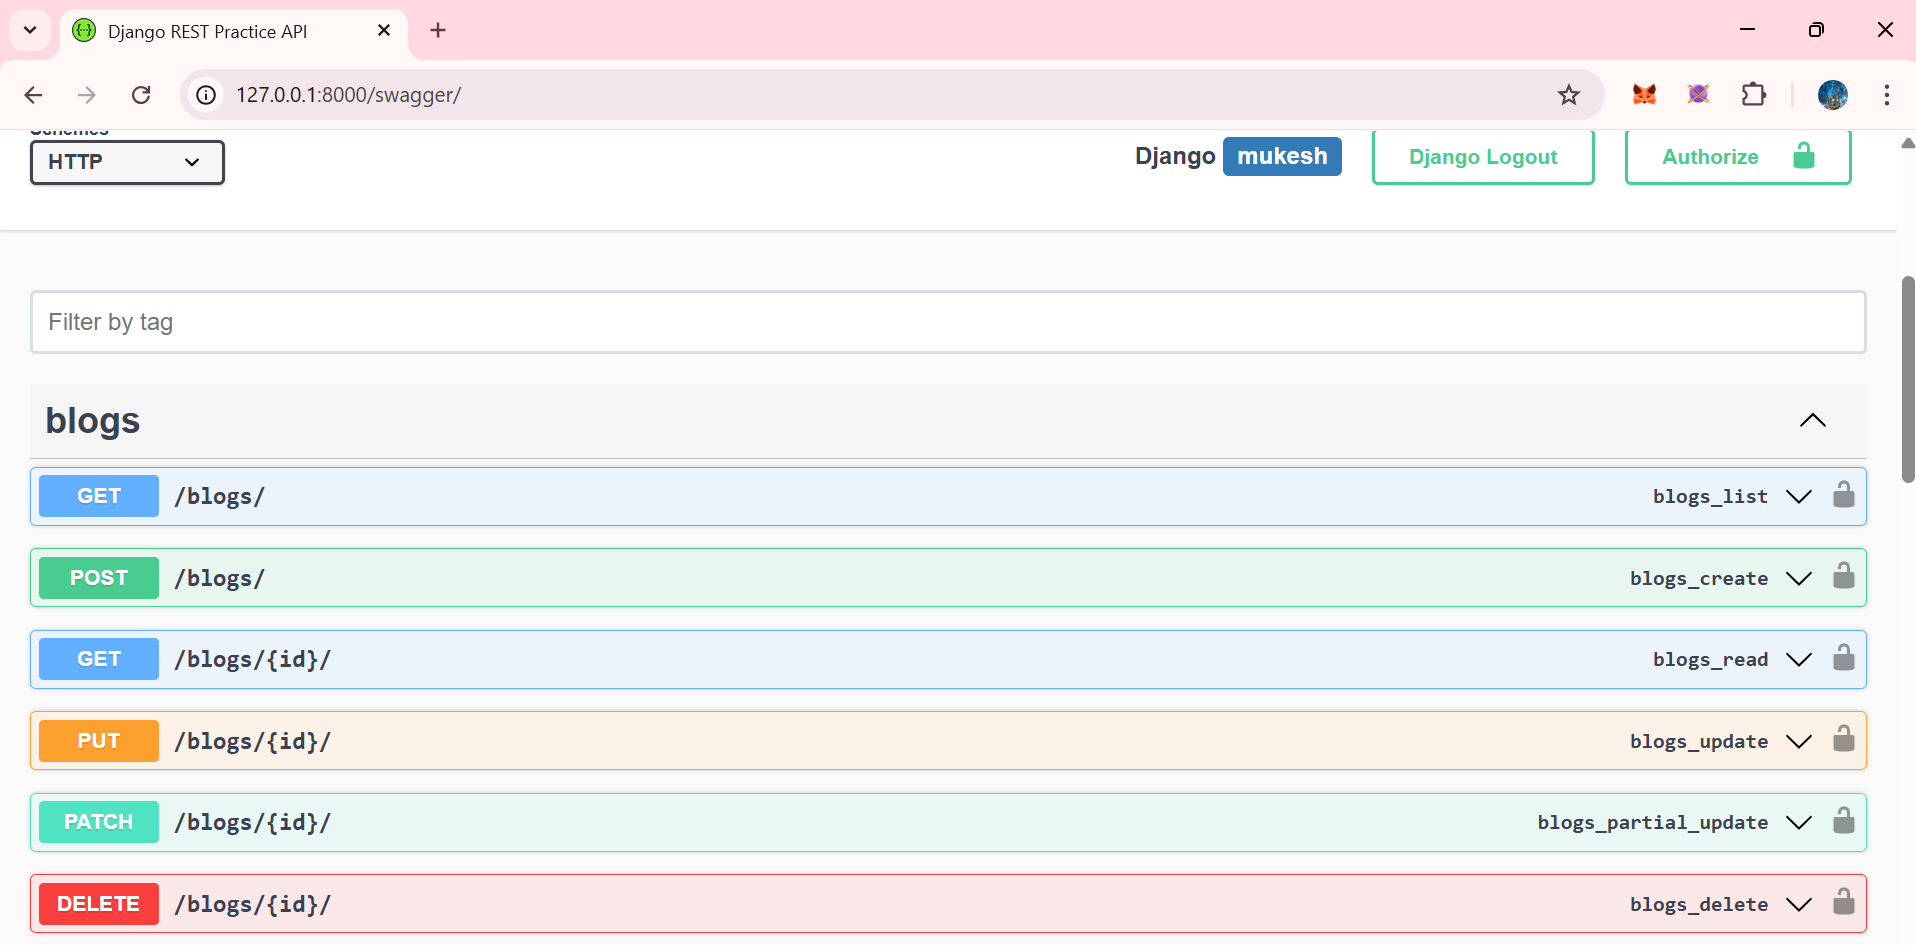 Django REST Practice API
127.0.0.1:8000/swagger/
Schemes
HTTP
Django mukesh
Django Logout
Authorize
Filter by tag
blogs
GET /blogs/ blogs_list
POST /blogs/ blogs_create
GET /blogs/{id}/ blogs_read
PUT /blogs/{id}/ blogs_update
PATCH /blogs/{id}/ blogs_partial_update
DELETE /blogs/{id}/ blogs_delete